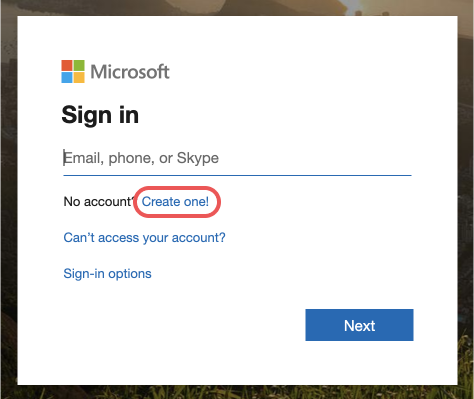 Microsoft
Sign in
Email, phone, or Skype
No account? Create one!
Can't access your account?
Sign-in options
Next